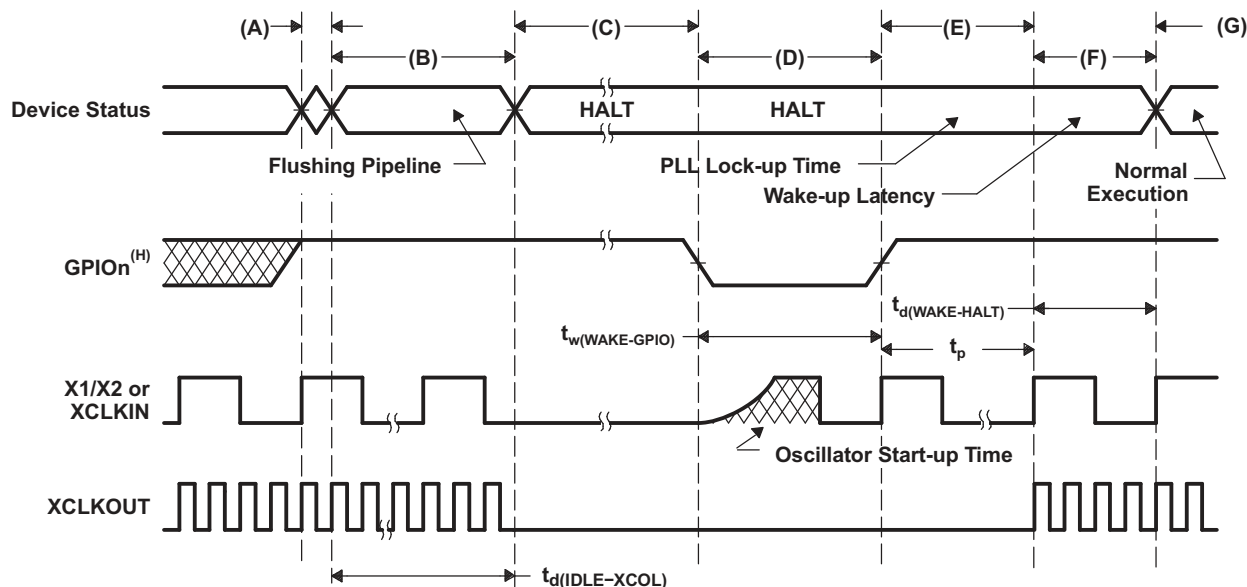 (A)
(C)
(E)
(G)
(B)
(D)
(F)
Device Status
HALT
HALT
Flushing Pipeline
PLL Lock-up Time
Wake-up Latency
Normal
Execution
GPIOn(H)
td(WAKE-HALT)
tw(WAKE-GPIO)
tp
X1/X2 or
XCLKIN
Oscillator Start-up Time
XCLKOUT
td(IDLE–XCOL)